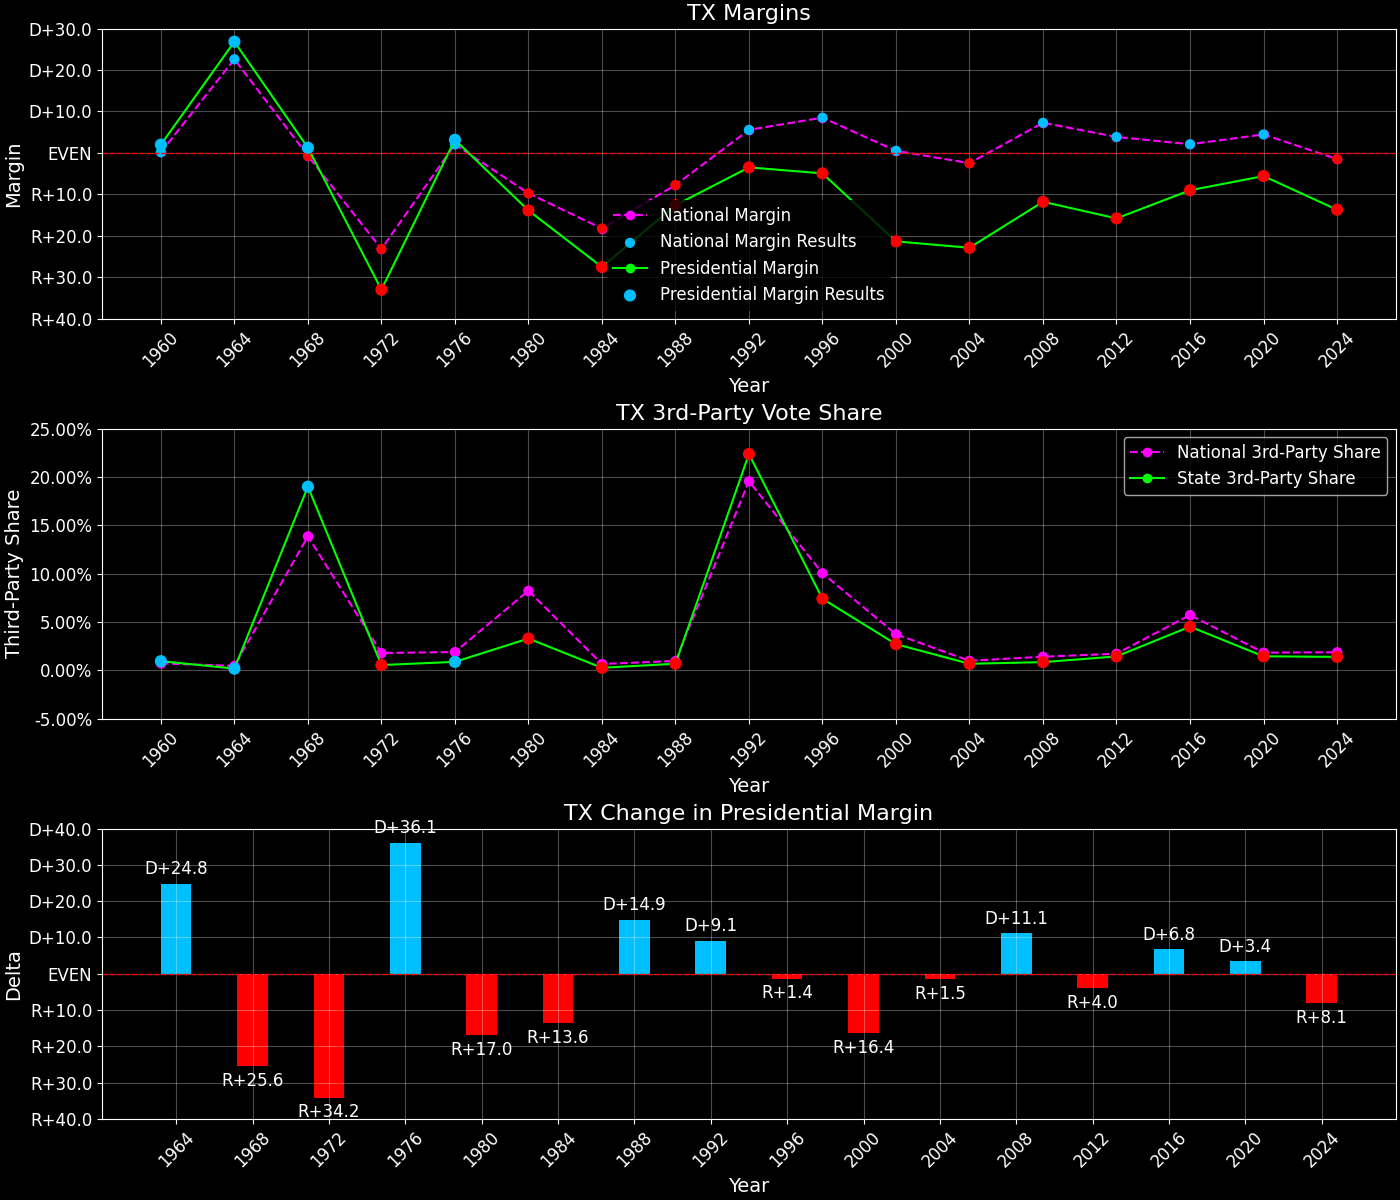 TX Margins
D+30.0
D+20.0
D+10.0
EVEN
R+10.0
R+20.0
R+30.0
R+40.0
Margin
National Margin
National Margin Results
Presidential Margin
Presidential Margin Results
1960 1964 1968 1972 1976 1980 1984 1988 1992 1996 2000 2004 2008 2012 2016 2020 2024
Year
TX 3rd-Party Vote Share
25.00%
20.00%
15.00%
10.00%
5.00%
0.00%
-5.00%
Third-Party Share
National 3rd-Party Share
State 3rd-Party Share
1960 1964 1968 1972 1976 1980 1984 1988 1992 1996 2000 2004 2008 2012 2016 2020 2024
Year
TX Change in Presidential Margin
D+40.0
D+30.0
D+20.0
D+10.0
EVEN
R+10.0
R+20.0
R+30.0
R+40.0
Delta
D+24.8
R+25.6
R+34.2
D+36.1
R+17.0
R+13.6
D+14.9
D+9.1
R+1.4
R+16.4
R+1.5
D+11.1
R+4.0
D+6.8
D+3.4
R+8.1
1964 1968 1972 1976 1980 1984 1988 1992 1996 2000 2004 2008 2012 2016 2020 2024
Year